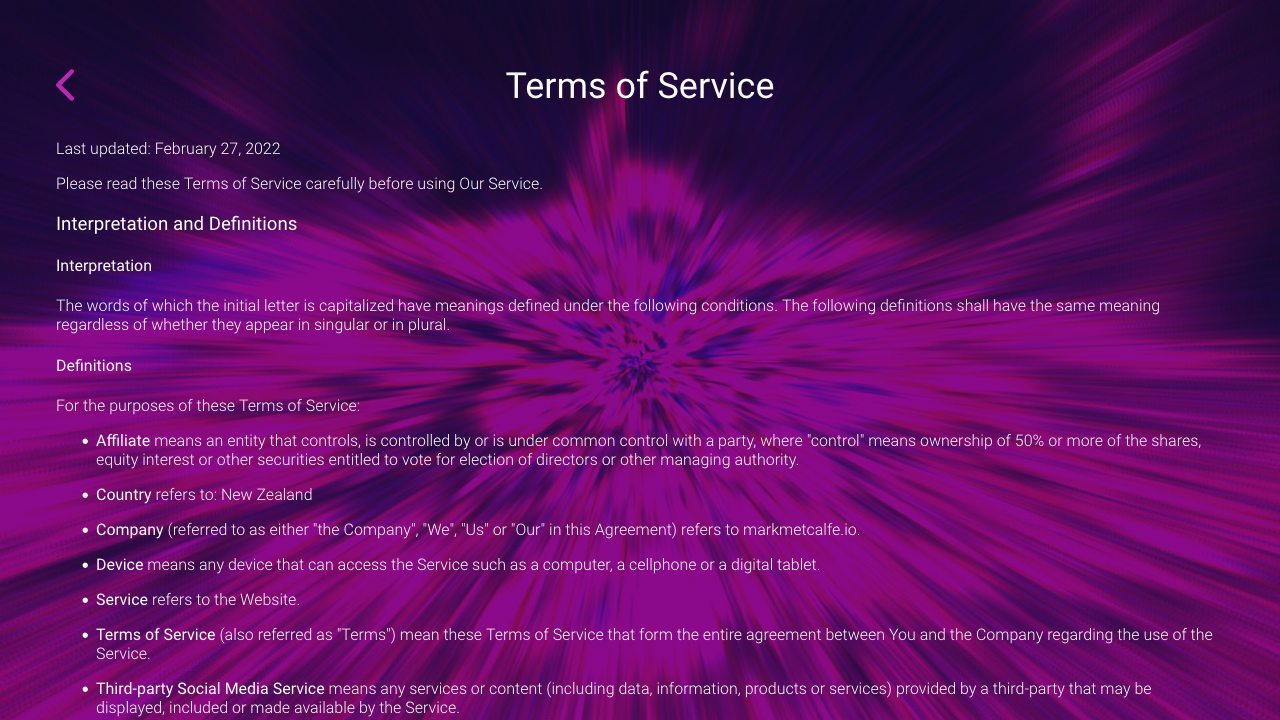 Terms of Service
Last updated: February 27, 2022
Please read these Terms of Service carefully before using Our Service.
Interpretation and Definitions
Interpretation
The words of which the initial letter is capitalized have meanings defined under the following conditions. The following definitions shall have the same meaning
regardless of whether they appear in singular or in plural.
Definitions
For the purposes of these Terms of Service:
• Affiliate means an entity that controls, is controlled by or is under common control with a party, where "control" means ownership of 50% or more of the shares,
equity interest or other securities entitled to vote for election of directors or other managing authority.
• Country refers to: New Zealand
• Company (referred to as either "the Company", "We", "Us" or "Our" in this Agreement) refers to markmetcalfe.io.
• Device means any device that can access the Service such as a computer, a cellphone or a digital tablet.
• Service refers to the Website.
• Terms of Service (also referred as "Terms") mean these Terms of Service that form the entire agreement between You and the Company regarding the use of the
Service.
• Third-party Social Media Service means any services or content (including data, information, products or services) provided by a third-party that may be
displayed, included or made available by the Service.